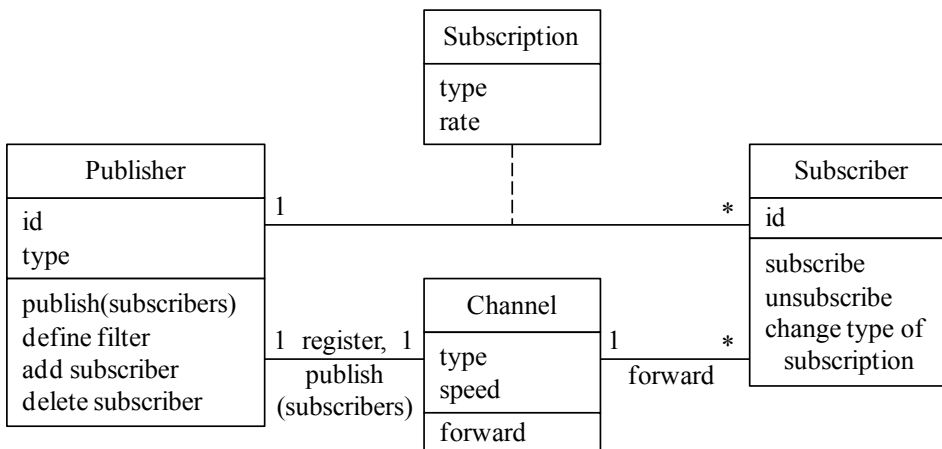 Subscription
type
rate
Publisher
id
type
publish(subscribers)
define filter
add subscriber
delete subscriber
1
*
Subscriber
id
subscribe
unsubscribe
change type of
subscription
1 register, 1
publish
(subscribers)
Channel
type
speed
forward
1
*
forward